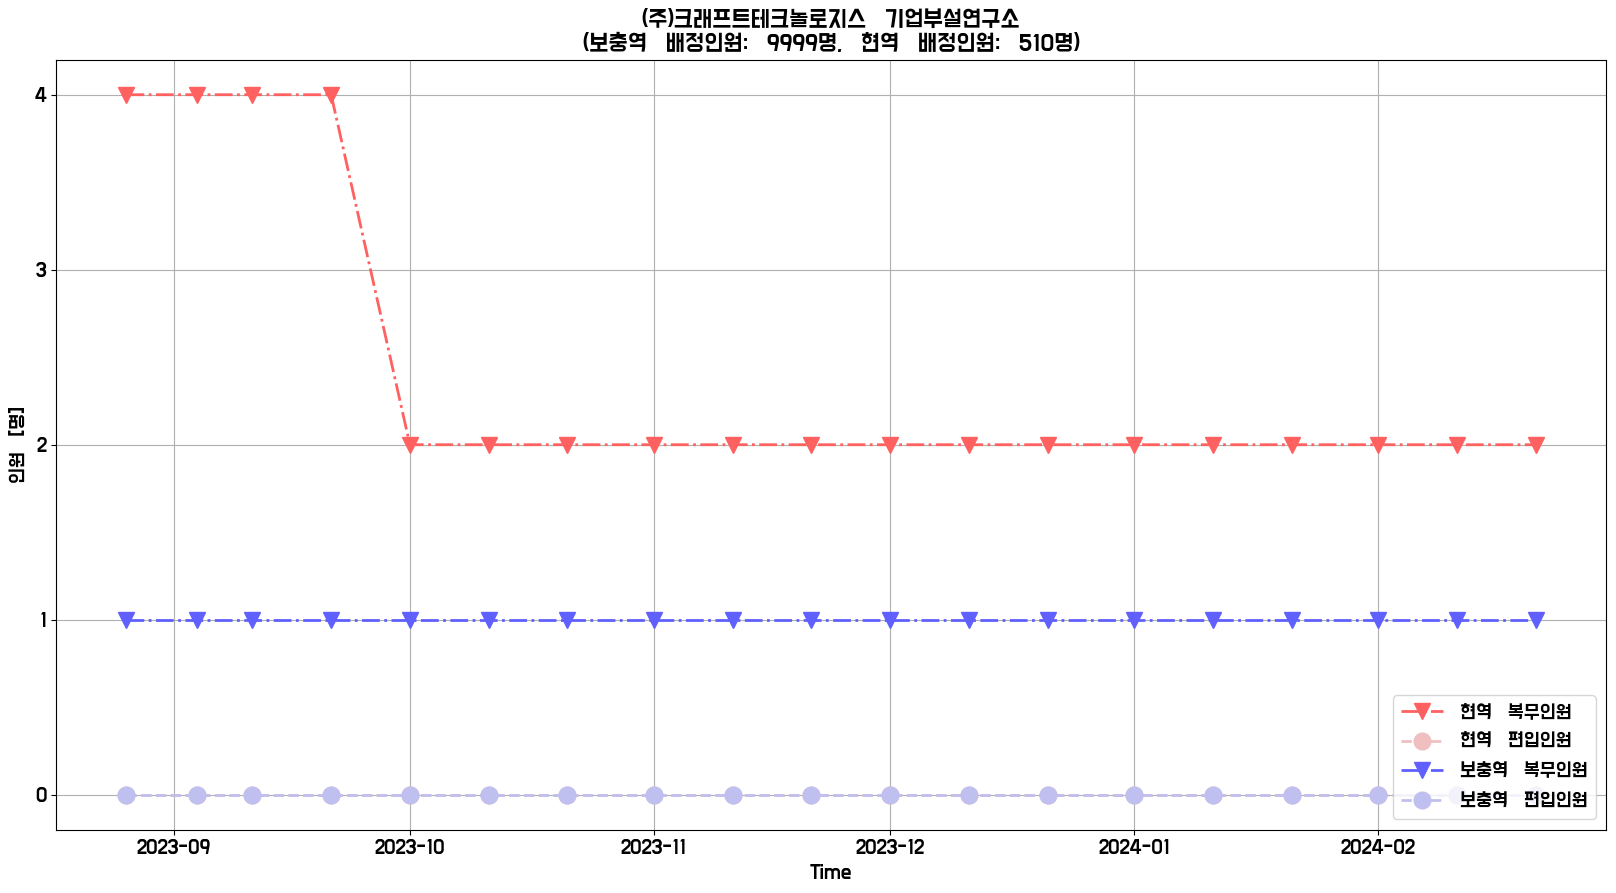 (주)크래프트테크놀로지스 기업부설연구소
(보충역 배정인원: 9999명, 현역 배정인원: 510명)
4
3
2
1
0
인원 [명]
2023-09
2023-10
2023-11
2023-12
2024-01
2024-02
Time
현역 복무인원
현역 편입인원
보충역 복무인원
보충역 편입인원